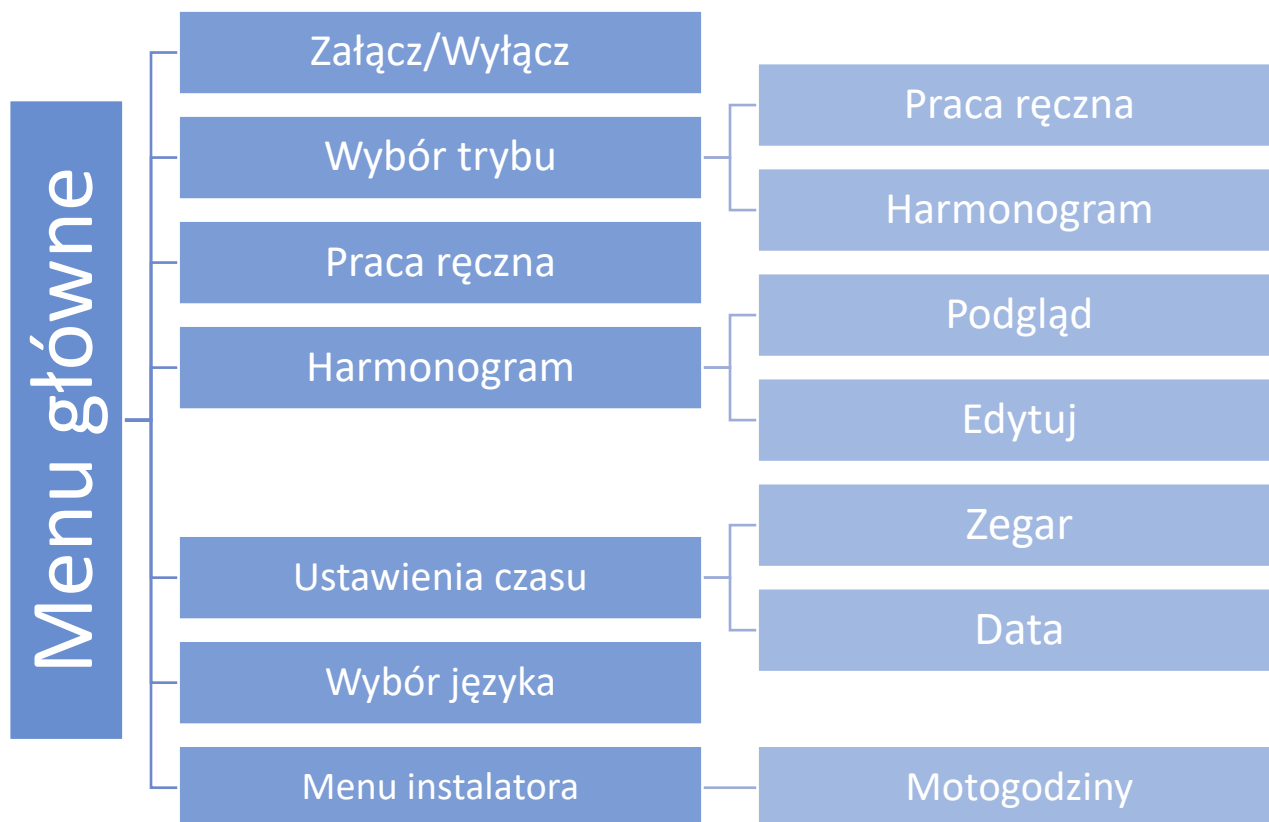 Menu główne
Załącz/Wyłącz
Wybór trybu
Praca ręczna
Harmonogram
Praca ręczna
Harmonogram
Podgląd
Edytuj
Ustawienia czasu
Zegar
Data
Wybór języka
Menu instalatora
Motogodziny